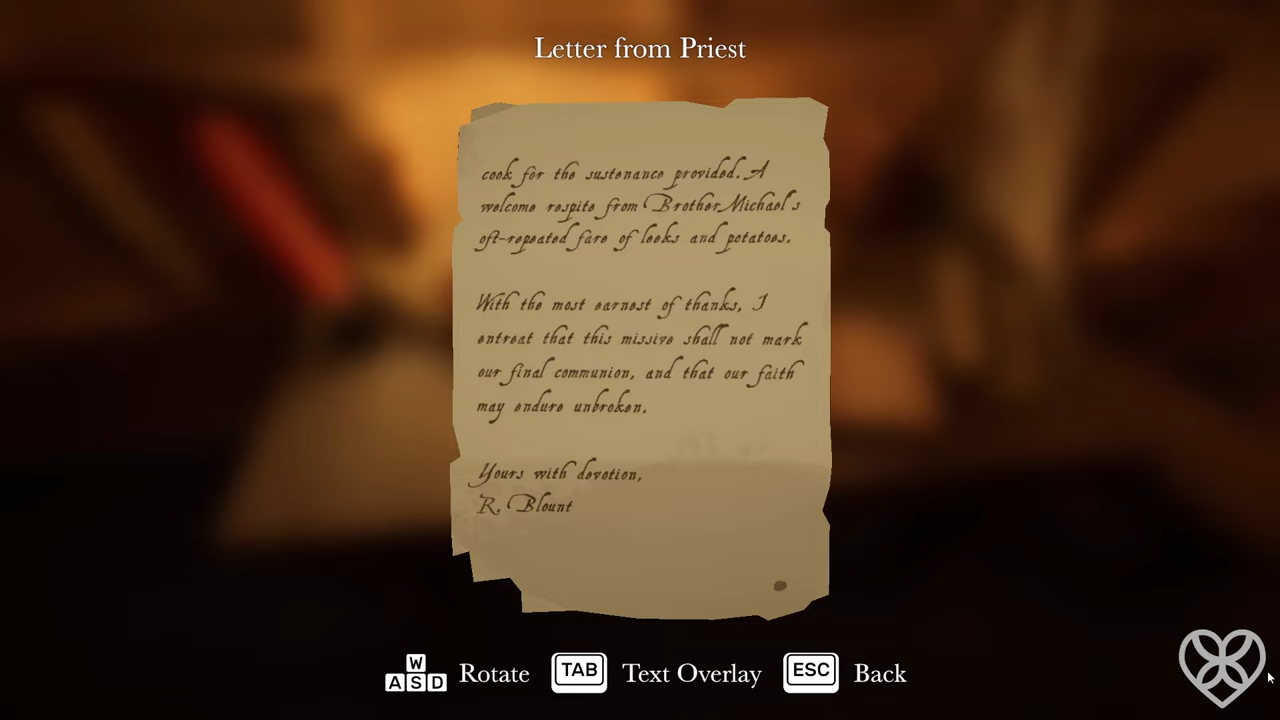 Letter from Priest
cook for the sustenance provided. A
welcome respite from Brother Michael's
oft-repeated fare of leeks and potatoes.
With the most earnest of thanks, I
entreat that this missive shall not mark
our final communion, and that our faith
may endure unbroken.
Yours with devotion,
R. Blount
W
A S D Rotate TAB Text Overlay ESC Back